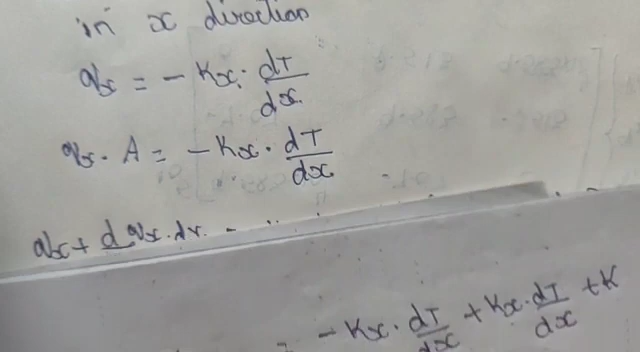 in x direction
qx = - Kx · dT/dx
qx · A = - Kx · dT/dx
qx + d qx · dx -
- Kx · dT/dx + Kx · dT/dx + K